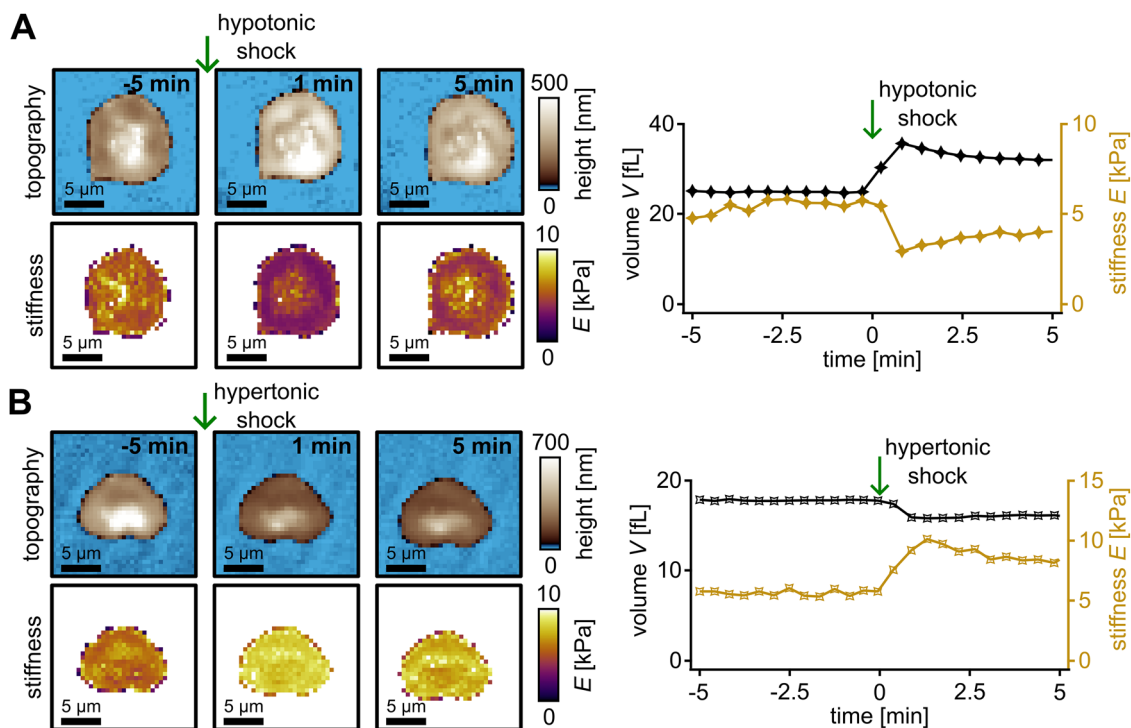 A
hypotonic
shock
topography
-5 min
1 min
5 min
5 µm
5 µm
5 µm
500
0
height [nm]
stiffness
5 µm
5 µm
5 µm
10
0
E [kPa]
hypotonic
shock
volume V [fL]
40
20
0
stiffness E [kPa]
10
5
0
-5
-2.5
0
2.5
5
time [min]
B
hypertonic
shock
topography
-5 min
1 min
5 min
5 µm
5 µm
5 µm
700
0
height [nm]
stiffness
5 µm
5 µm
5 µm
10
0
E [kPa]
hypertonic
shock
volume V [fL]
20
10
0
stiffness E [kPa]
15
10
5
0
-5
-2.5
0
2.5
5
time [min]